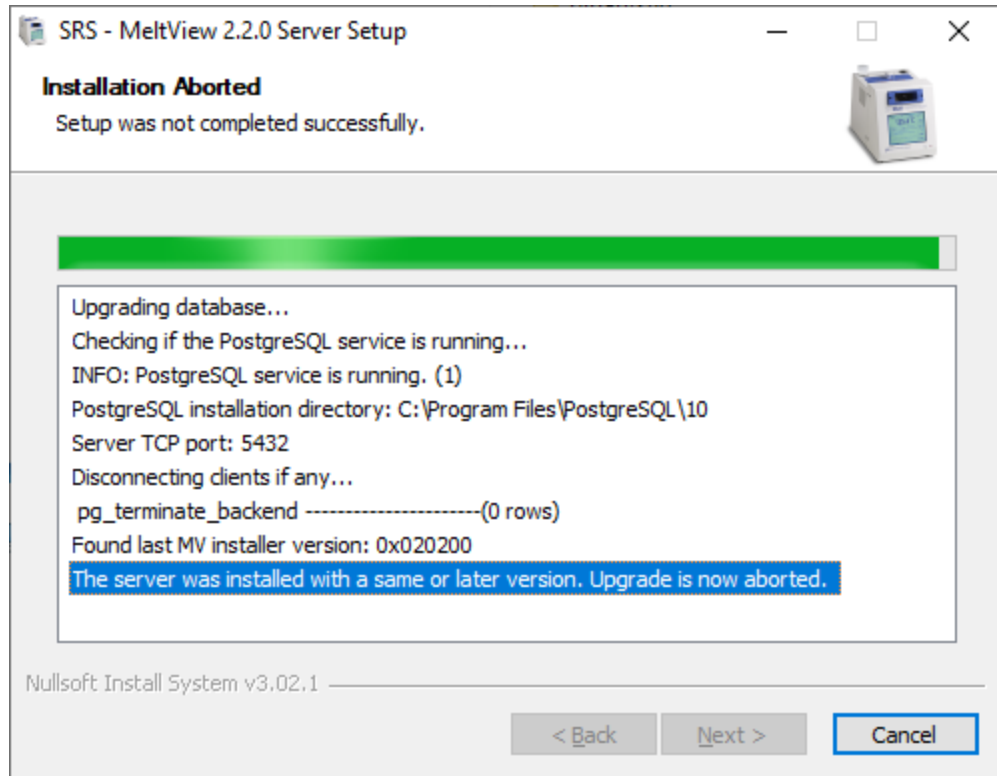 SRS - MeltView 2.2.0 Server Setup
Installation Aborted
Setup was not completed successfully.
Upgrading database...
Checking if the PostgreSQL service is running...
INFO: PostgreSQL service is running. (1)
PostgreSQL installation directory: C:\Program Files\PostgreSQL\10
Server TCP port: 5432
Disconnecting clients if any...
pg_terminate_backend ----------------------(0 rows)
Found last MV installer version: 0x020200
The server was installed with a same or later version. Upgrade is now aborted.
Nullsoft Install System v3.02.1
< Back Next > Cancel